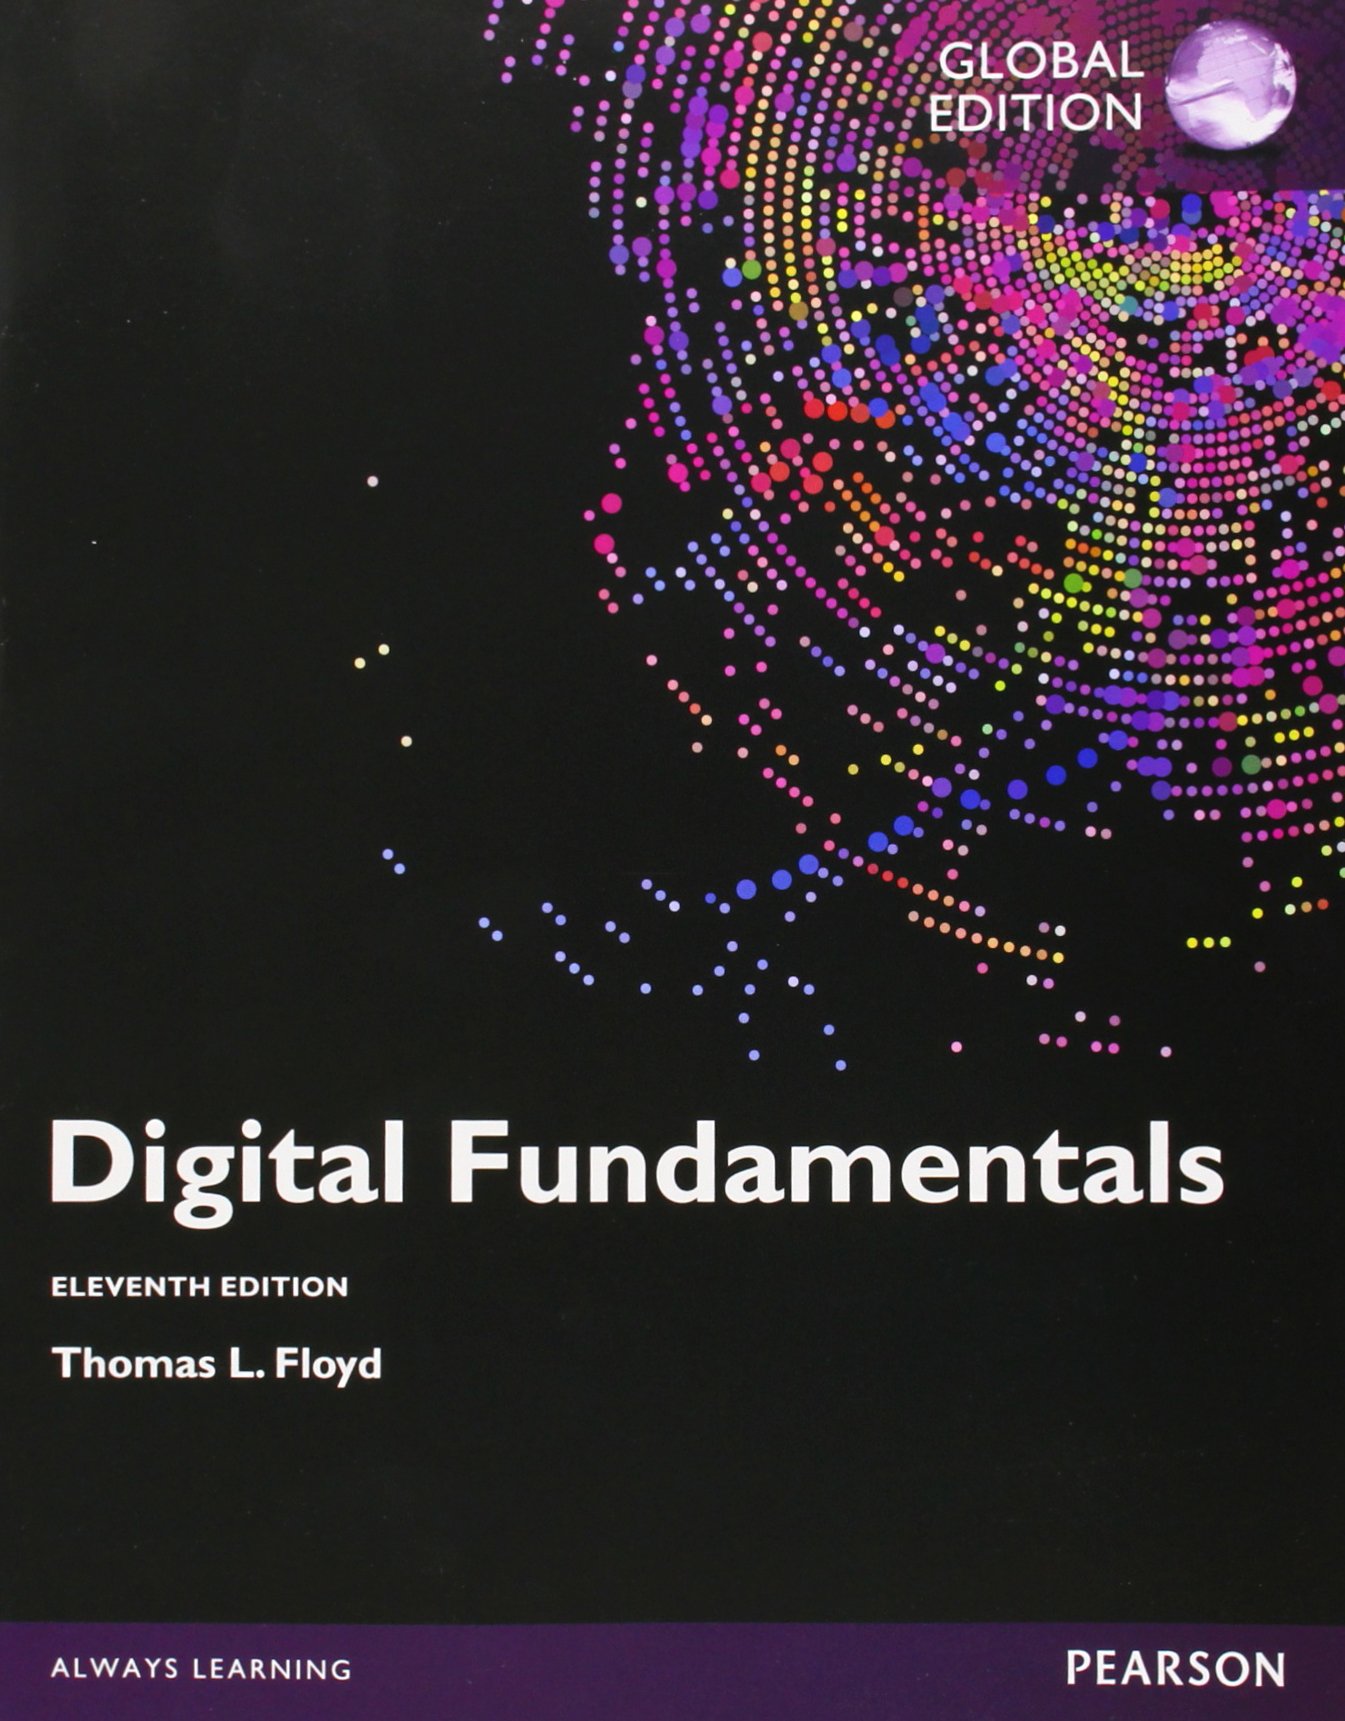 GLOBAL
EDITION
Digital Fundamentals
ELEVENTH EDITION
Thomas L. Floyd
ALWAYS LEARNING
PEARSON